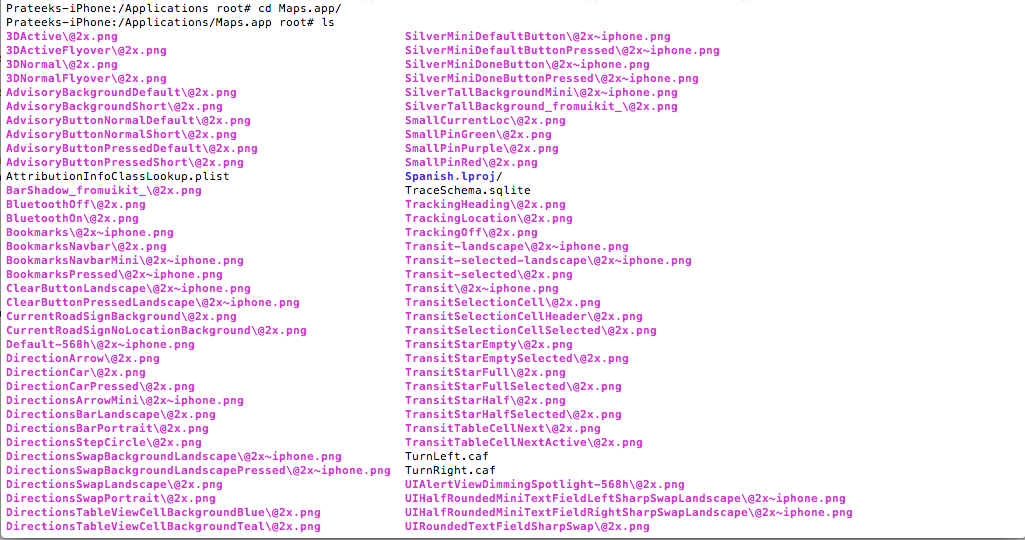 Prateeks-iPhone:/Applications root# cd Maps.app/
Prateeks-iPhone:/Applications/Maps.app root# ls
3DActive\@2x.png SilverMiniDefaultButton\@2x~iphone.png
3DActiveFlyover\@2x.png SilverMiniDefaultButtonPressed\@2x~iphone.png
3DNormal\@2x.png SilverMiniDoneButton\@2x~iphone.png
3DNormalFlyover\@2x.png SilverMiniDoneButtonPressed\@2x~iphone.png
AdvisoryBackgroundDefault\@2x.png SilverTallBackgroundMini\@2x~iphone.png
AdvisoryBackgroundShort\@2x.png SilverTallBackground_fromuikit_\@2x.png
AdvisoryButtonNormalDefault\@2x.png SmallCurrentLoc\@2x.png
AdvisoryButtonNormalShort\@2x.png SmallPinGreen\@2x.png
AdvisoryButtonPressedDefault\@2x.png SmallPinPurple\@2x.png
AdvisoryButtonPressedShort\@2x.png SmallPinRed\@2x.png
AttributionInfoClassLookup.plist Spanish.lproj/
BarShadow_fromuikit_\@2x.png TraceSchema.sqlite
BluetoothOff\@2x.png TrackingHeading\@2x.png
BluetoothOn\@2x.png TrackingLocation\@2x.png
Bookmarks\@2x~iphone.png TrackingOff\@2x.png
BookmarksNavbar\@2x.png Transit-landscape\@2x~iphone.png
BookmarksNavbarMini\@2x~iphone.png Transit-selected-landscape\@2x~iphone.png
BookmarksPressed\@2x~iphone.png Transit-selected\@2x.png
ClearButtonLandscape\@2x~iphone.png Transit\@2x~iphone.png
ClearButtonPressedLandscape\@2x~iphone.png TransitSelectionCell\@2x.png
CurrentRoadSignBackground\@2x.png TransitSelectionCellHeader\@2x.png
CurrentRoadSignNoLocationBackground\@2x.png TransitSelectionCellSelected\@2x.png
Default-568h\@2x~iphone.png TransitStarEmpty\@2x.png
DirectionArrow\@2x.png TransitStarEmptySelected\@2x.png
DirectionCar\@2x.png TransitStarFull\@2x.png
DirectionCarPressed\@2x.png TransitStarFullSelected\@2x.png
DirectionsArrowMini\@2x~iphone.png TransitStarHalf\@2x.png
DirectionsBarLandscape\@2x.png TransitStarHalfSelected\@2x.png
DirectionsBarPortrait\@2x.png TransitTableCellNext\@2x.png
DirectionsStepCircle\@2x.png TransitTableCellNextActive\@2x.png
DirectionsSwapBackgroundLandscape\@2x~iphone.png TurnLeft.caf
DirectionsSwapBackgroundLandscapePressed\@2x~iphone.png TurnRight.caf
DirectionsSwapLandscape\@2x.png UIAlertViewDimmingSpotlight-568h\@2x.png
DirectionsSwapPortrait\@2x.png UIHalfRoundedMiniTextFieldLeftSharpSwapLandscape\@2x~iphone.png
DirectionsTableViewCellBackgroundBlue\@2x.png UIHalfRoundedMiniTextFieldRightSharpSwapLandscape\@2x~iphone.png
DirectionsTableViewCellBackgroundTeal\@2x.png UIRoundedTextFieldSharpSwap\@2x.png